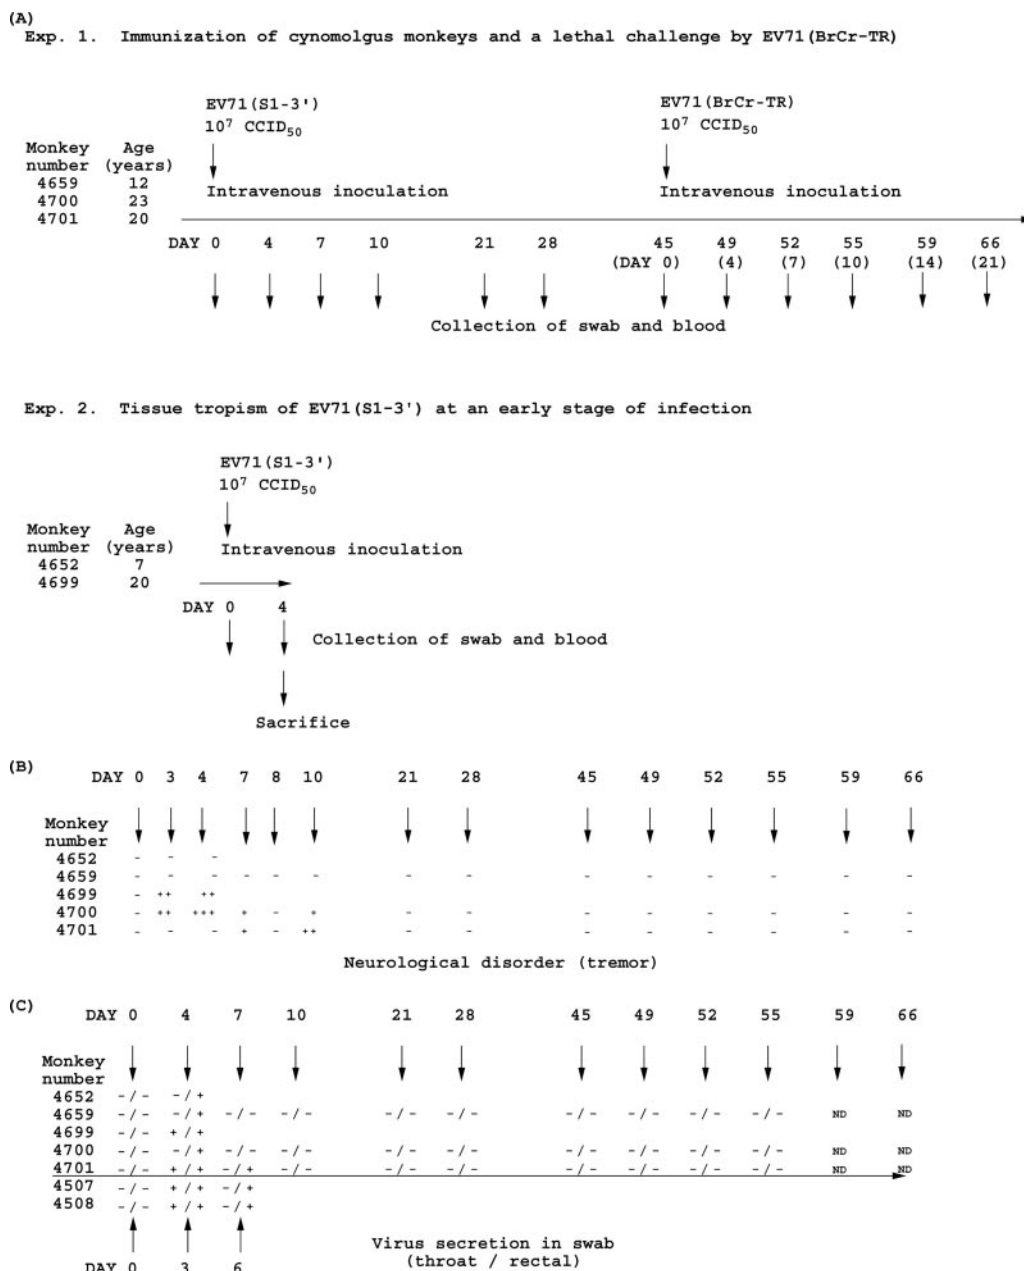 (A)
Exp. 1. Immunization of cynomolgus monkeys and a lethal challenge by EV71(BrCr-TR)
EV71(S1-3') EV71(BrCr-TR)
10⁷ CCID₅₀ 10⁷ CCID₅₀
Monkey Age
number (years)
4659 12 Intravenous inoculation Intravenous inoculation
4700 23
4701 20
DAY 0 4 7 10 21 28 45 49 52 55 59 66
(DAY 0) (4) (7) (10) (14) (21)
Collection of swab and blood
Exp. 2. Tissue tropism of EV71(S1-3') at an early stage of infection
EV71(S1-3')
10⁷ CCID₅₀
Monkey Age
number (years) Intravenous inoculation
4652 7
4699 20
DAY 0 4
Collection of swab and blood
Sacrifice
(B)
DAY 0 3 4 7 8 10 21 28 45 49 52 55 59 66
Monkey
number
4652 - - -
4659 - - - - - - - - - - - - - -
4699 - ++ ++
4700 - ++ +++ + - + - - - - - - - -
4701 - - - + - ++ - - - - - - - -
Neurological disorder (tremor)
(C)
DAY 0 4 7 10 21 28 45 49 52 55 59 66
Monkey
number
4652 -/- -/+
4659 -/- -/+ -/- -/- -/- -/- -/- -/- -/- -/- ND ND
4699 -/- +/+
4700 -/- -/+ -/- -/- -/- -/- -/- -/- -/- -/- ND ND
4701 -/- +/+ -/+ -/- -/- -/- -/- -/- -/- -/- ND ND
4507 -/- +/+ -/+
4508 -/- +/+ -/+
Virus secretion in swab
(throat / rectal)
DAY 0 3 6